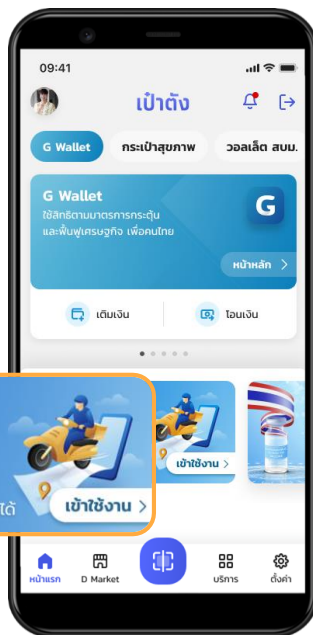 09:41
เป๋าตัง
G Wallet กระเป๋าสุขภาพ วอลเล็ต สบม.
G Wallet
ใช้สิทธิตามมาตรการกระตุ้น
และฟื้นฟูเศรษฐกิจ เพื่อคนไทย
G
หน้าหลัก >
เติมเงิน โอนเงิน
เข้าใช้งาน >
ได้
เข้าใช้งาน >
หน้าแรก D Market บริการ ตั้งค่า